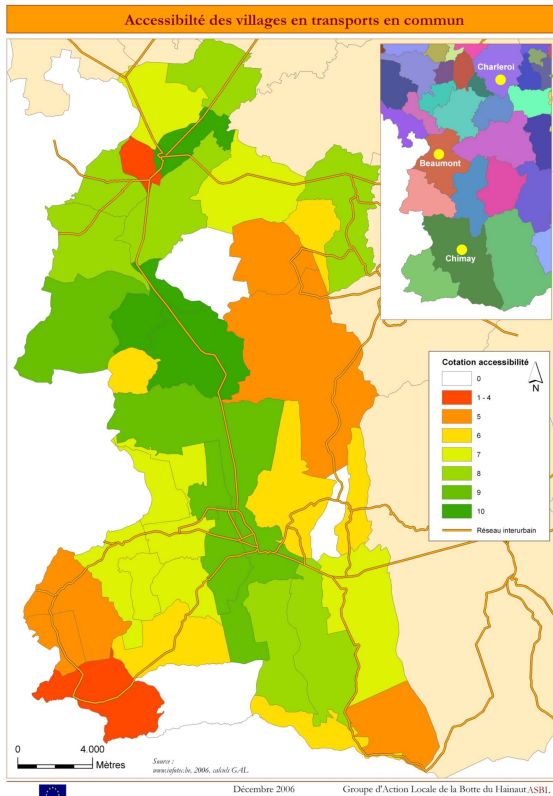 Accessibilté des villages en transports en commun
Charleroi
Beaumont
Chimay
Cotation accessibilité
N
0
1 - 4
5
6
7
8
9
10
Réseau interurbain
0 4.000
Mètres
Source :
www.infotec.be, 2006, calculs GAL.
Décembre 2006 Groupe d'Action Locale de la Botte du Hainaut ASBL